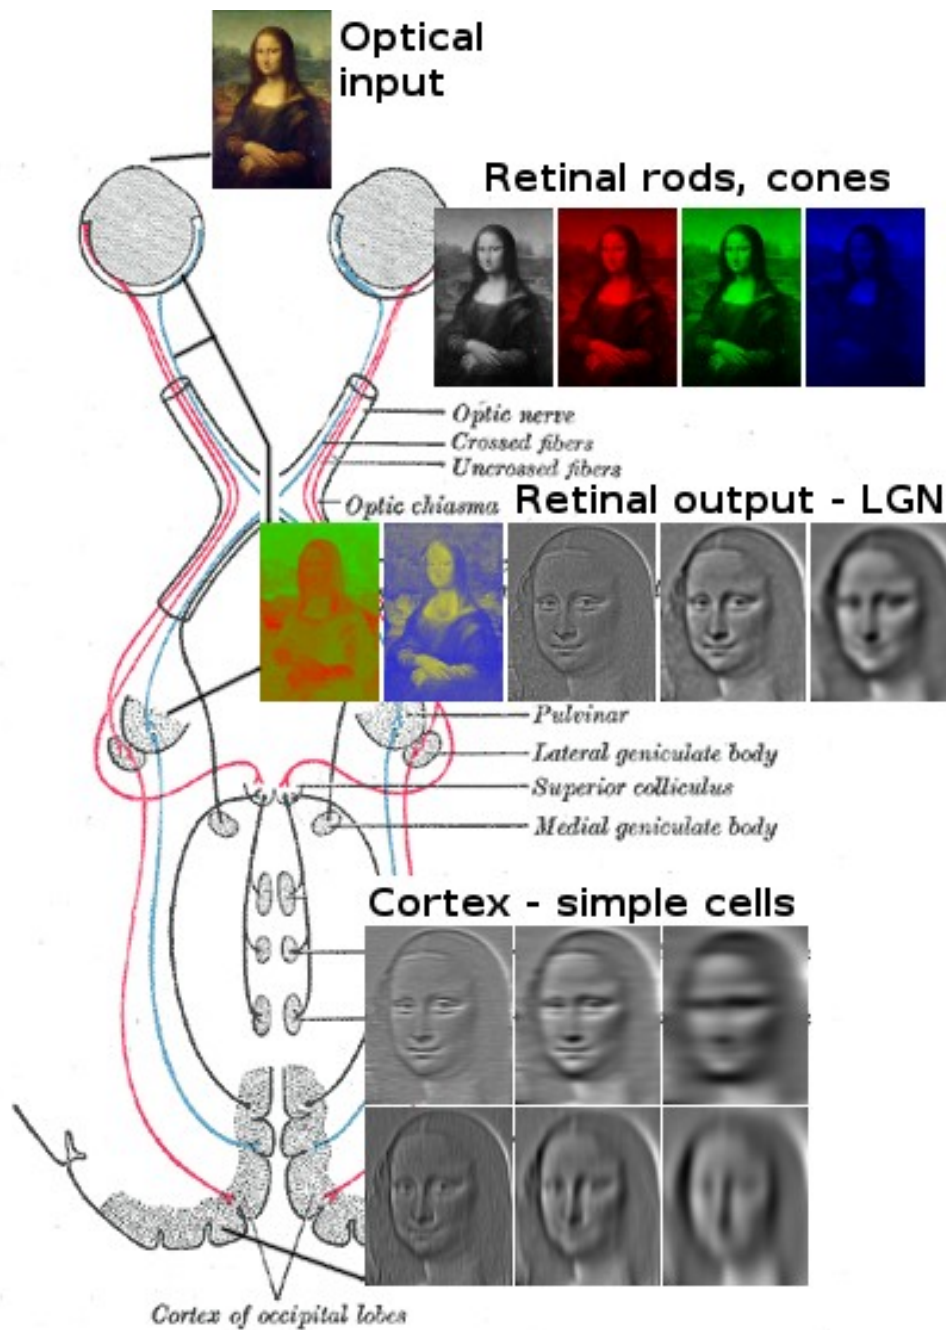 Optical
input
Retinal rods, cones
Optic nerve
Crossed fibers
Uncrossed fibers
Optic chiasma
Retinal output - LGN
Pulvinar
Lateral geniculate body
Superior colliculus
Medial geniculate body
Cortex - simple cells
Cortex of occipital lobes